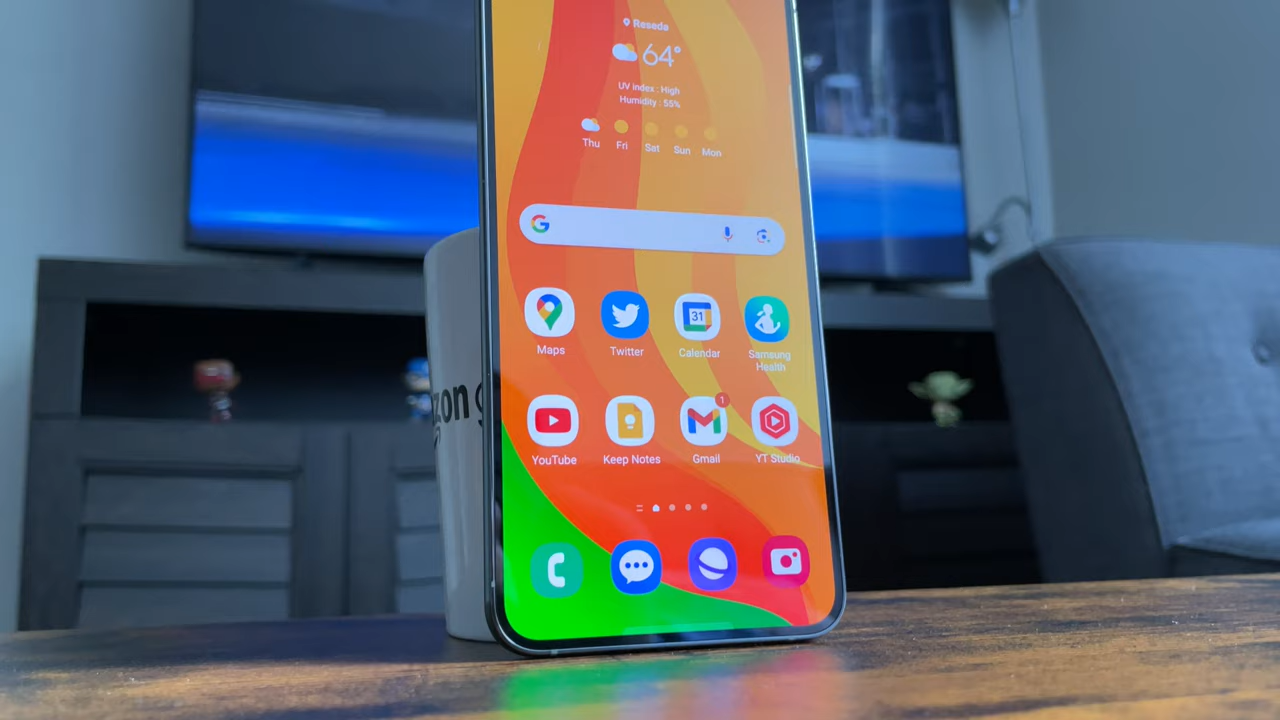 Reseda
64°
UV index : High
Humidity : 55%
Thu Fri Sat Sun Mon
G
31
Maps Twitter Calendar Samsung Health
1
YouTube Keep Notes Gmail YT Studio
zon g